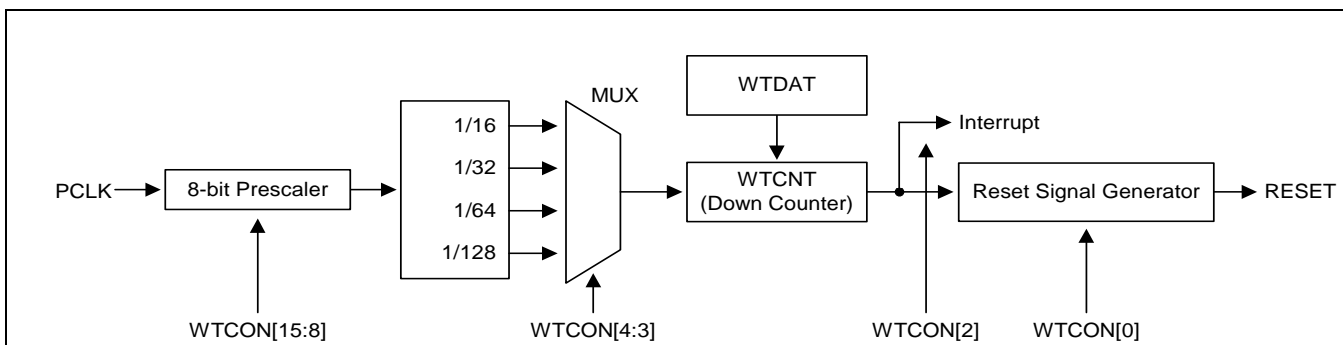 PCLK
8-bit Prescaler
WTCON[15:8]
1/16
1/32
1/64
1/128
MUX
WTCON[4:3]
WTDAT
WTCNT
(Down Counter)
Interrupt
WTCON[2]
Reset Signal Generator
WTCON[0]
RESET